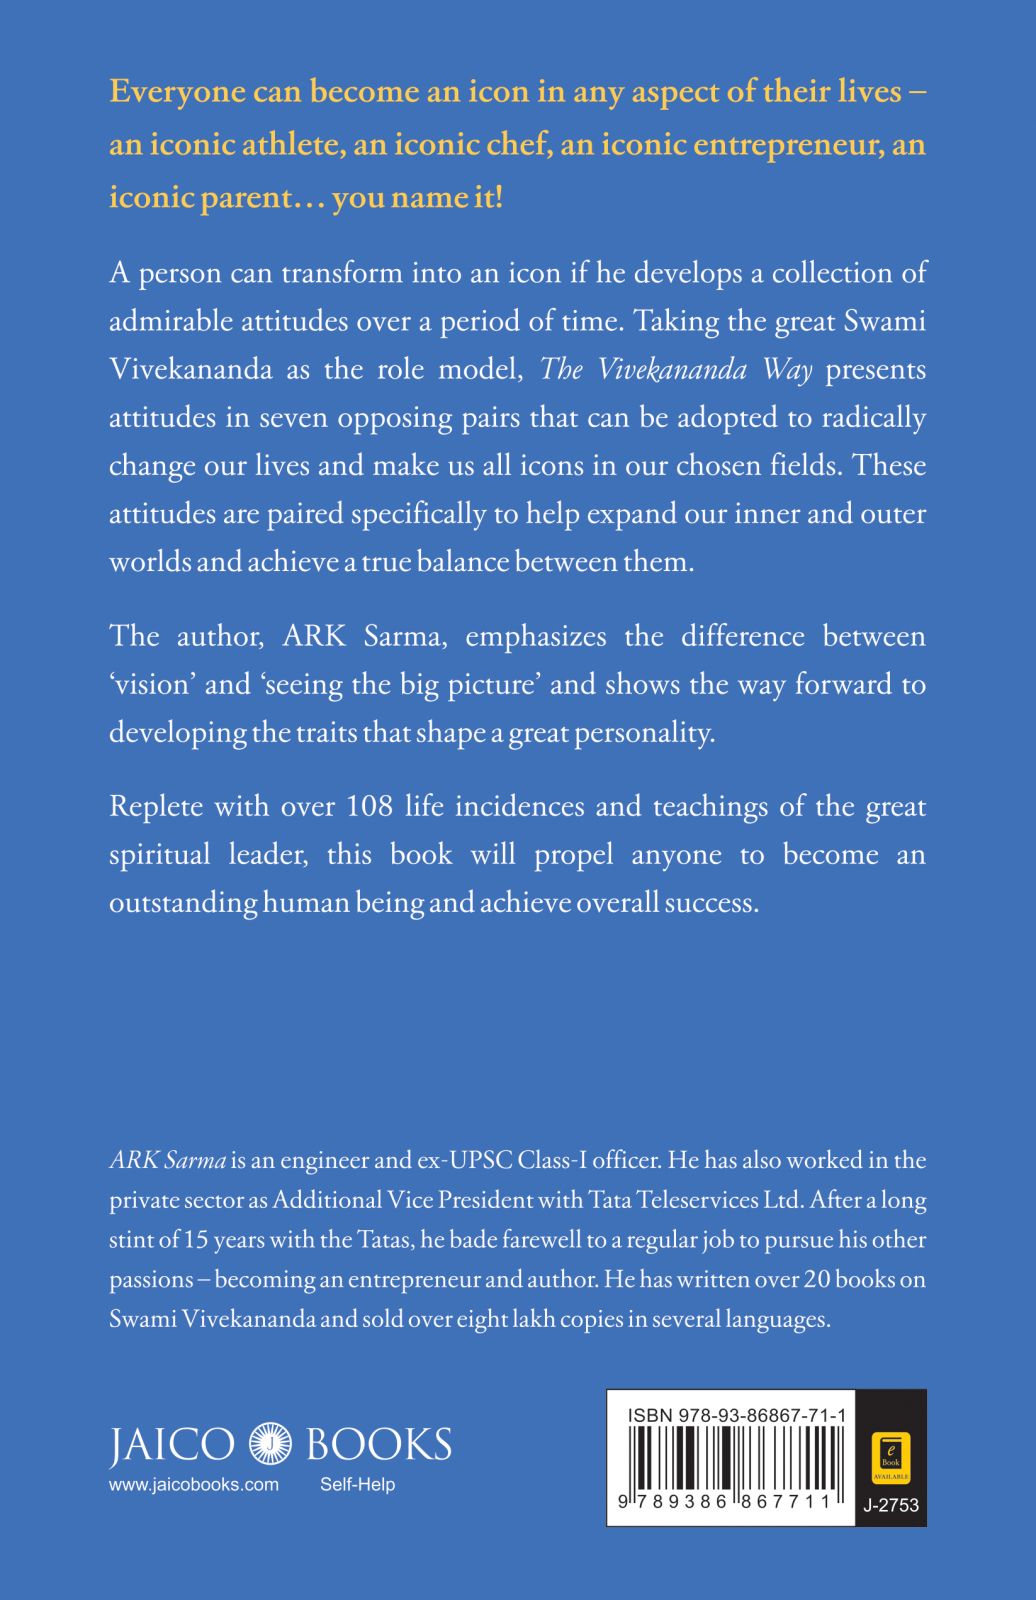 Everyone can become an icon in any aspect of their lives –
an iconic athlete, an iconic chef, an iconic entrepreneur, an
iconic parent… you name it!
A person can transform into an icon if he develops a collection of
admirable attitudes over a period of time. Taking the great Swami
Vivekananda as the role model, The Vivekananda Way presents
attitudes in seven opposing pairs that can be adopted to radically
change our lives and make us all icons in our chosen fields. These
attitudes are paired specifically to help expand our inner and outer
worlds and achieve a true balance between them.
The author, ARK Sarma, emphasizes the difference between
‘vision’ and ‘seeing the big picture’ and shows the way forward to
developing the traits that shape a great personality.
Replete with over 108 life incidences and teachings of the great
spiritual leader, this book will propel anyone to become an
outstanding human being and achieve overall success.
ARK Sarma is an engineer and ex-UPSC Class-I officer. He has also worked in the
private sector as Additional Vice President with Tata Teleservices Ltd. After a long
stint of 15 years with the Tatas, he bade farewell to a regular job to pursue his other
passions – becoming an entrepreneur and author. He has written over 20 books on
Swami Vivekananda and sold over eight lakh copies in several languages.
JAICO J BOOKS
www.jaicobooks.com Self-Help
ISBN 978-93-86867-71-1
9 789386 867711
e
Book
AVAILABLE
J-2753